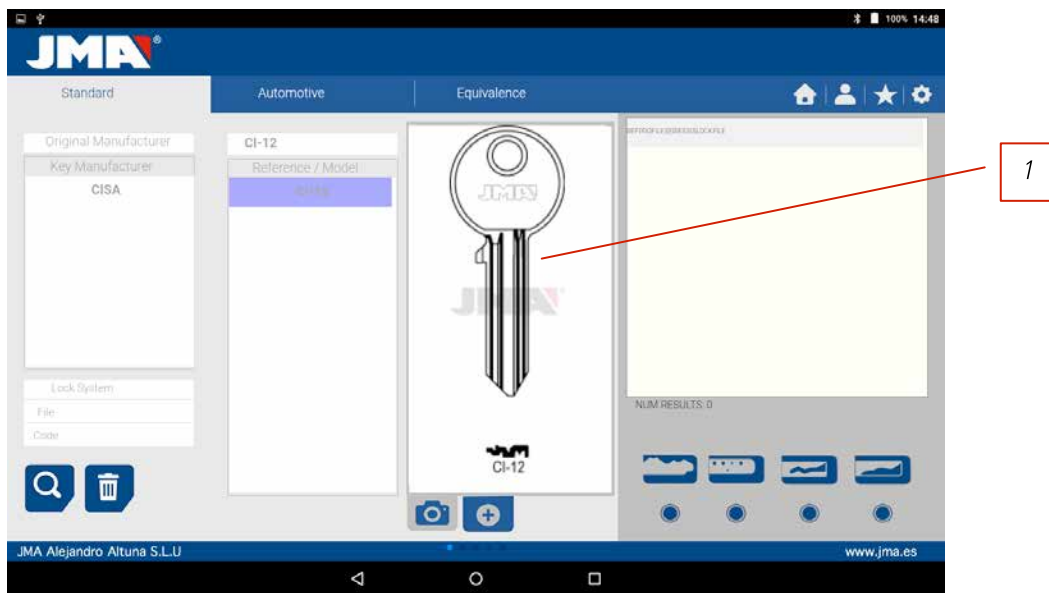 100% 14:48
JMA®
Standard
Automotive
Equivalence
Original Manufacturer
Key Manufacturer
CISA
Lock System
File
Code
CI-12
Reference / Model
JMA
JMA
CI-12
NUM RESULTS: 0
1
JMA Alejandro Altuna S.L.U
www.jma.es